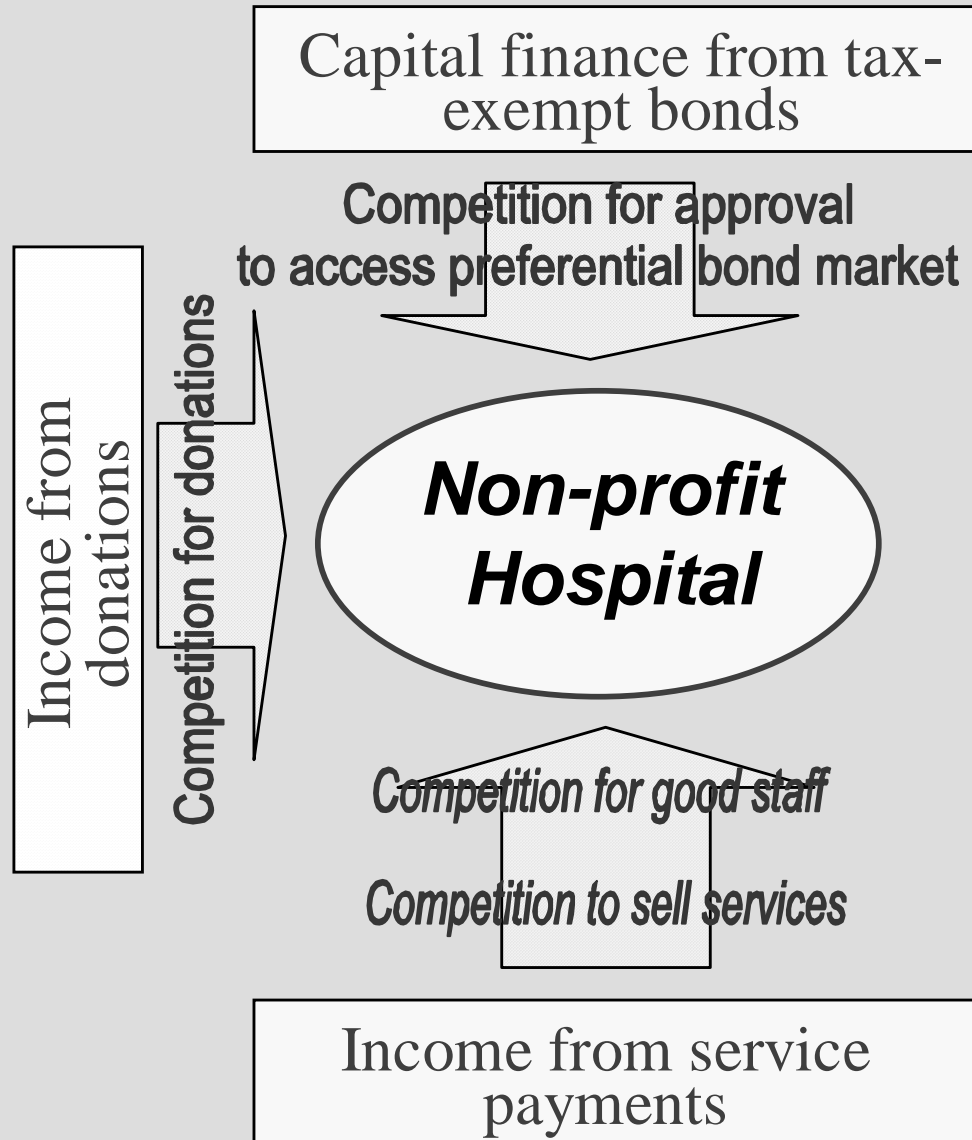 Capital finance from tax-
exempt bonds
Competition for approval
to access preferential bond market
Income from
donations
Competition for donations
Non-profit
Hospital
Competition for good staff
Competition to sell services
Income from service
payments